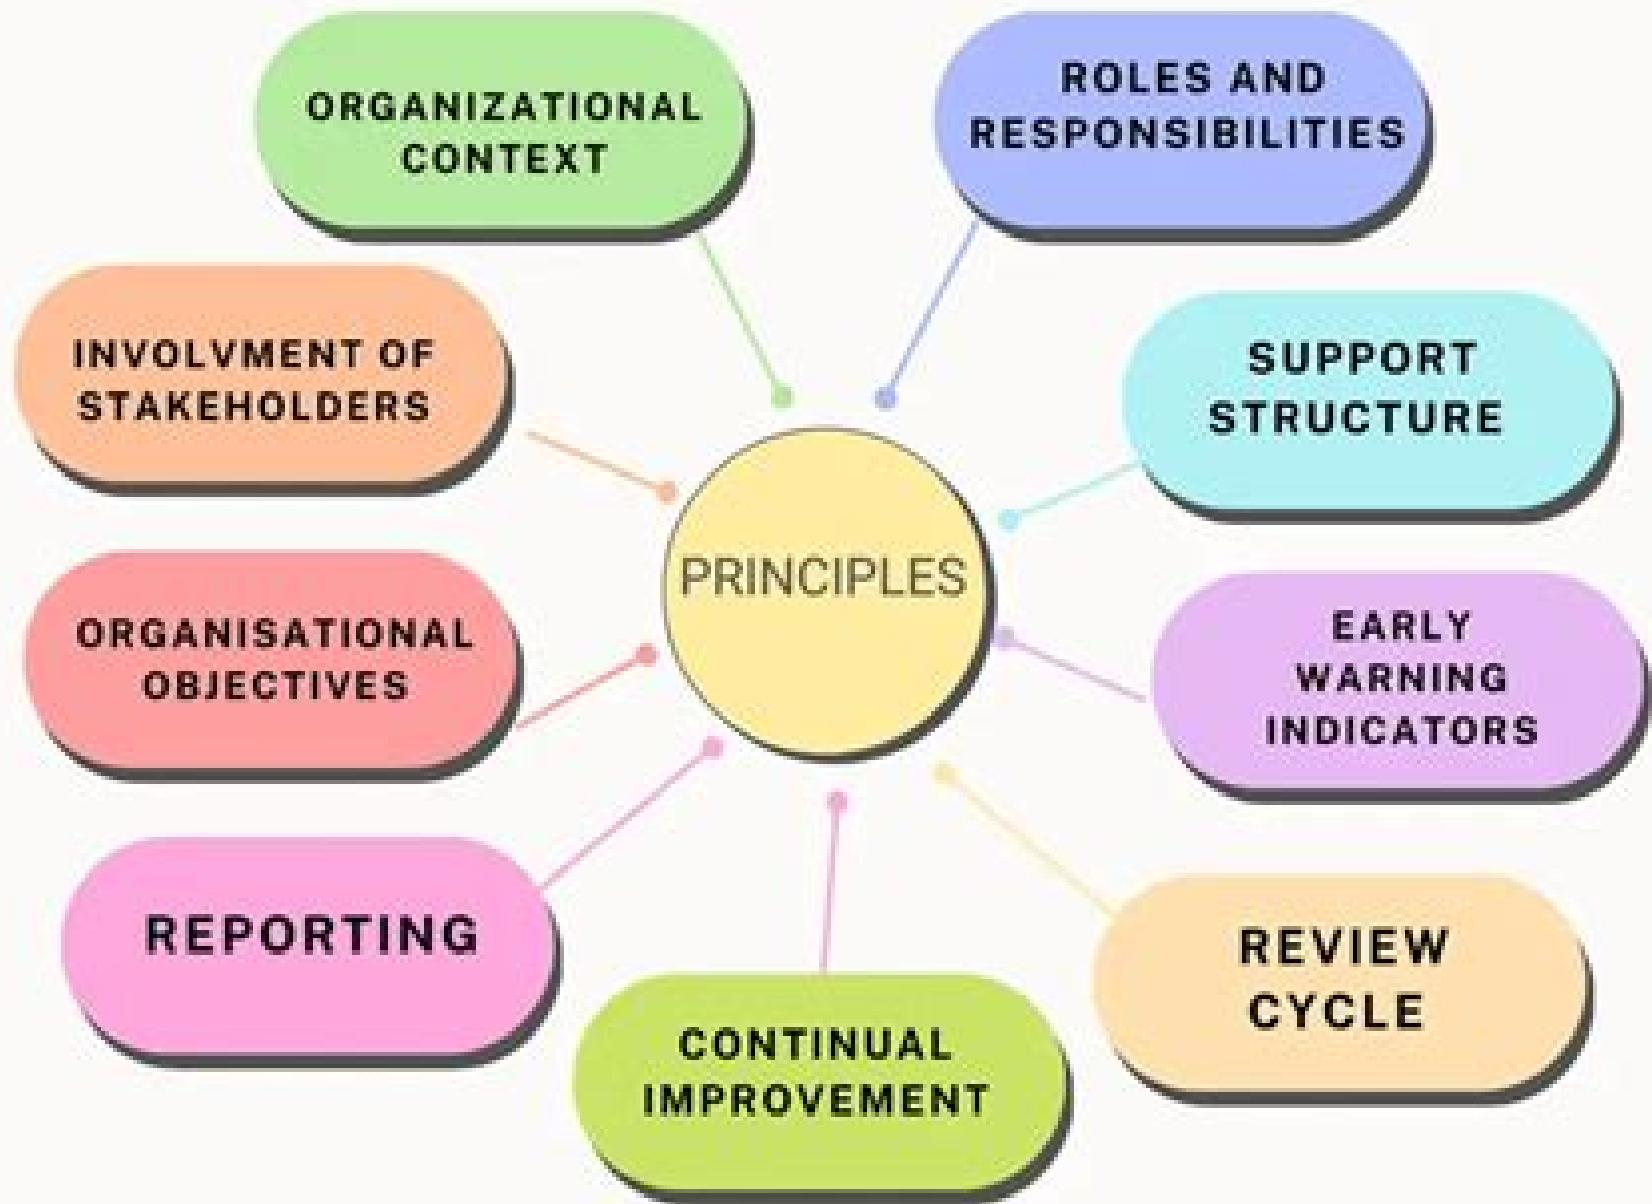 ORGANIZATIONAL
CONTEXT
ROLES AND
RESPONSIBILITIES
INVOLVMENT OF
STAKEHOLDERS
SUPPORT
STRUCTURE
PRINCIPLES
ORGANISATIONAL
OBJECTIVES
EARLY
WARNING
INDICATORS
REPORTING
REVIEW
CYCLE
CONTINUAL
IMPROVEMENT